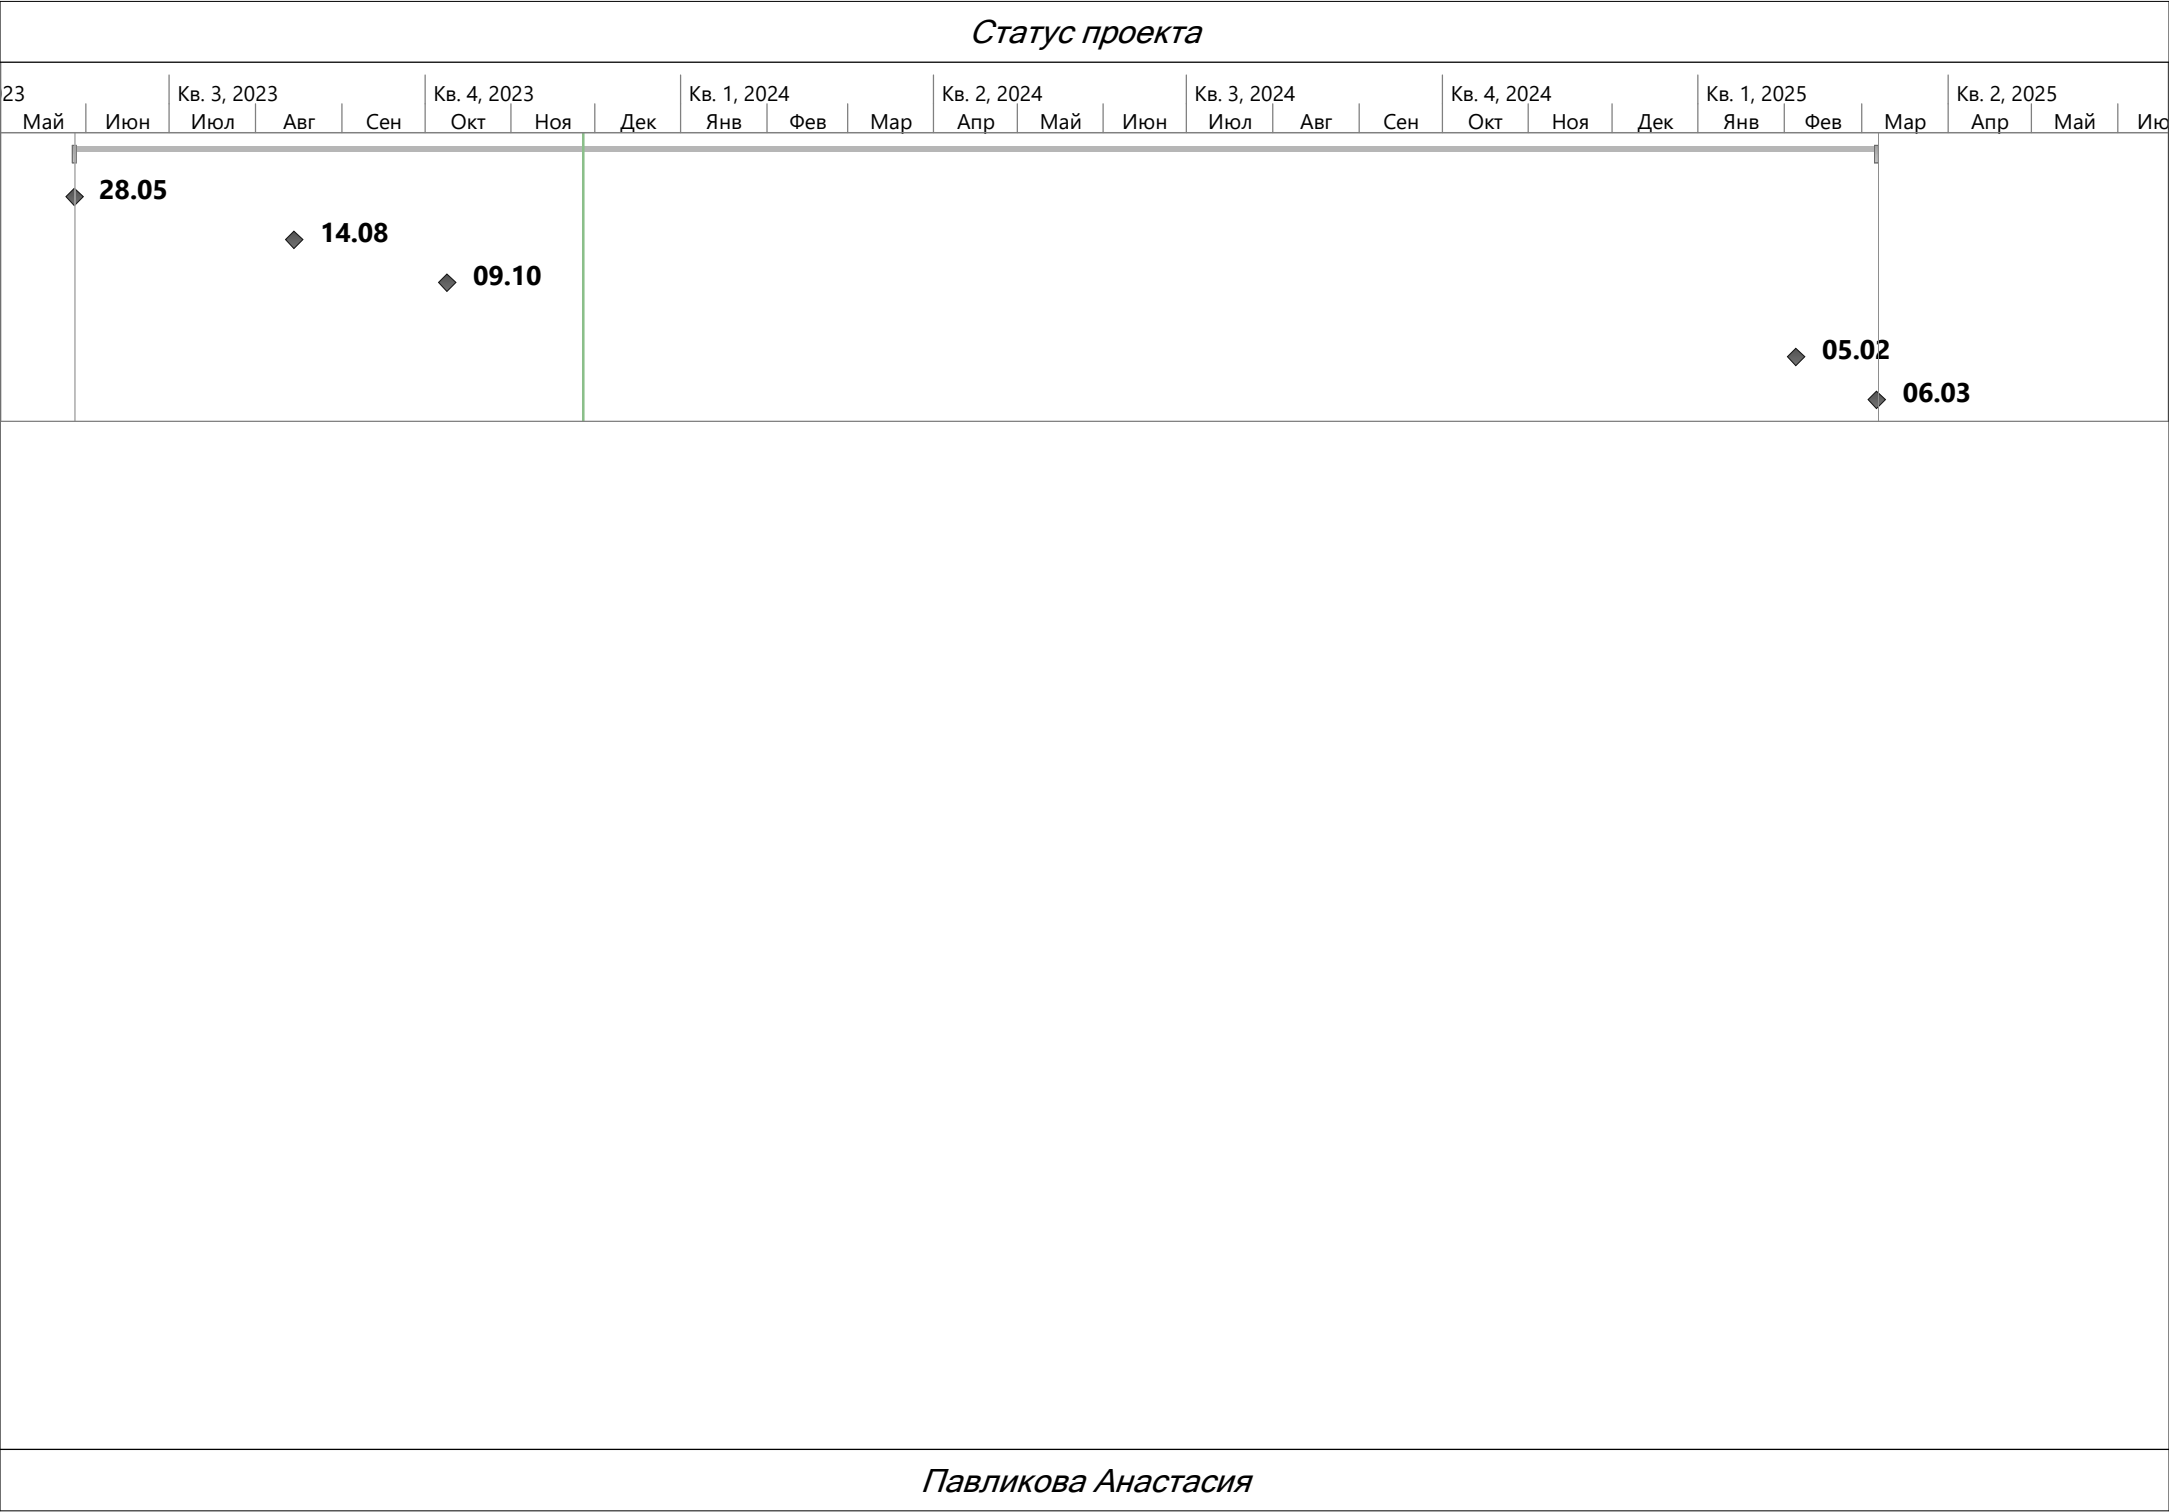 Статус проекта
23 Кв. 3, 2023 Кв. 4, 2023 Кв. 1, 2024 Кв. 2, 2024 Кв. 3, 2024 Кв. 4, 2024 Кв. 1, 2025 Кв. 2, 2025
Май Июн Июл Авг Сен Окт Ноя Дек Янв Фев Мар Апр Май Июн Июл Авг Сен Окт Ноя Дек Янв Фев Мар Апр Май Ию
28.05
14.08
09.10
05.02
06.03
Павликова Анастасия